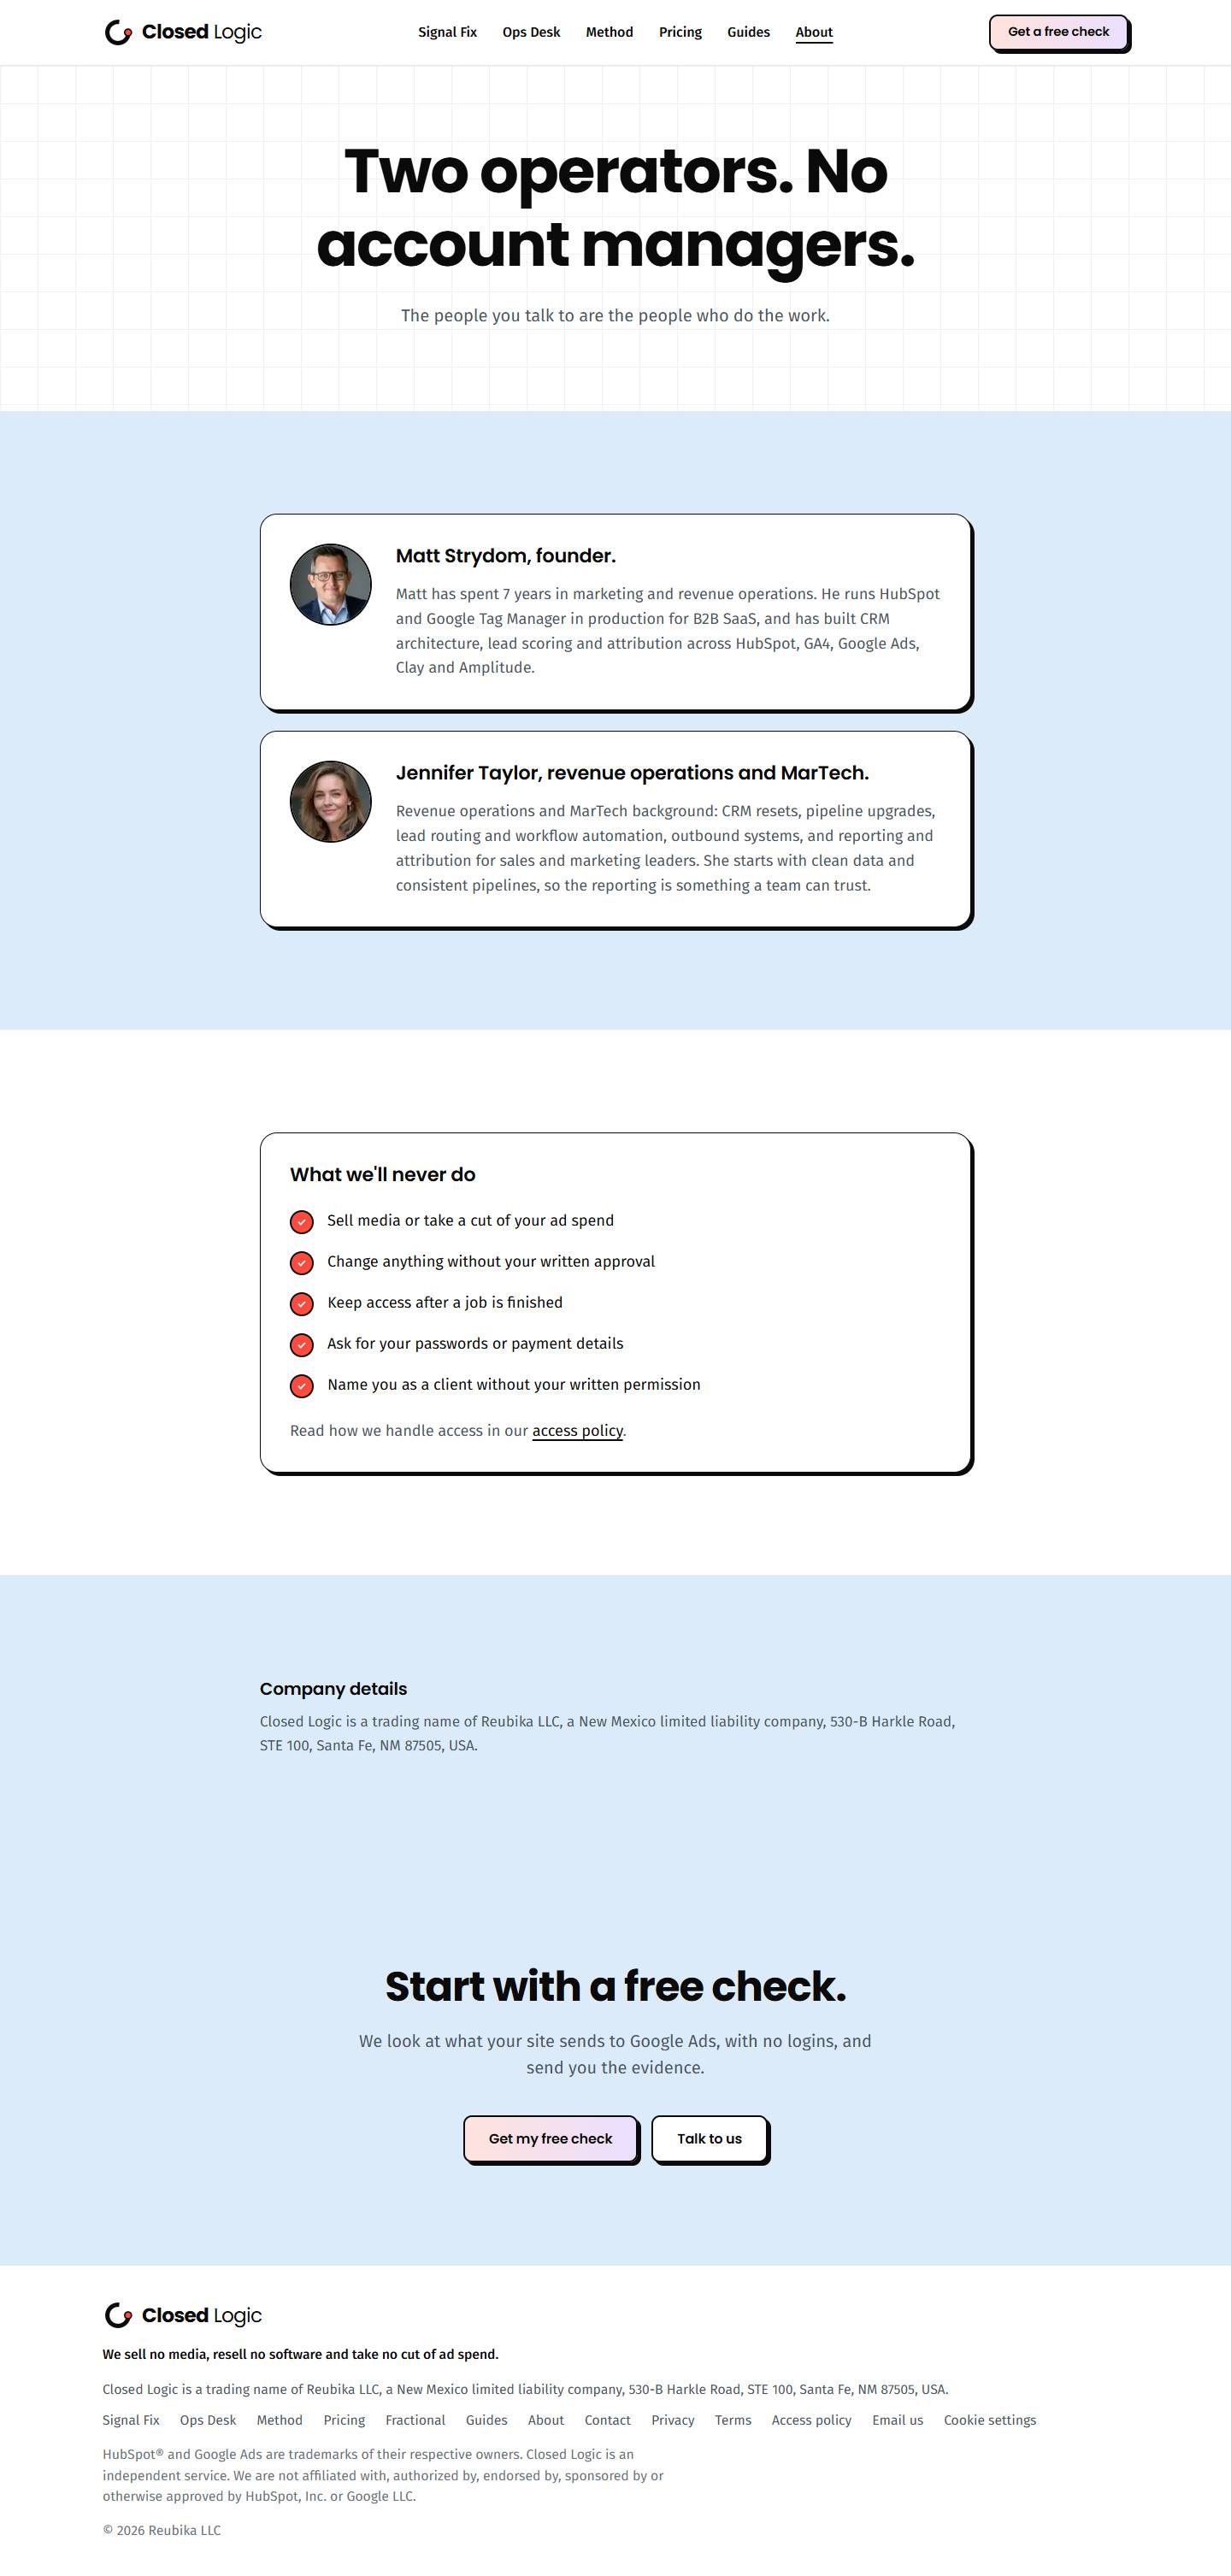 Closed Logic
Signal Fix
Ops Desk
Method
Pricing
Guides
About
Get a free check
Two operators. No
account managers.
The people you talk to are the people who do the work.
Matt Strydom, founder.
Matt has spent 7 years in marketing and revenue operations. He runs HubSpot
and Google Tag Manager in production for B2B SaaS, and has built CRM
architecture, lead scoring and attribution across HubSpot, GA4, Google Ads,
Clay and Amplitude.
Jennifer Taylor, revenue operations and MarTech.
Revenue operations and MarTech background: CRM resets, pipeline upgrades,
lead routing and workflow automation, outbound systems, and reporting and
attribution for sales and marketing leaders. She starts with clean data and
consistent pipelines, so the reporting is something a team can trust.
What we'll never do
Sell media or take a cut of your ad spend
Change anything without your written approval
Keep access after a job is finished
Ask for your passwords or payment details
Name you as a client without your written permission
Read how we handle access in our access policy.
Company details
Closed Logic is a trading name of Reubika LLC, a New Mexico limited liability company, 530-B Harkle Road,
STE 100, Santa Fe, NM 87505, USA.
Start with a free check.
We look at what your site sends to Google Ads, with no logins, and
send you the evidence.
Get my free check
Talk to us
Closed Logic
We sell no media, resell no software and take no cut of ad spend.
Closed Logic is a trading name of Reubika LLC, a New Mexico limited liability company, 530-B Harkle Road, STE 100, Santa Fe, NM 87505, USA.
Signal Fix
Ops Desk
Method
Pricing
Fractional
Guides
About
Contact
Privacy
Terms
Access policy
Email us
Cookie settings
HubSpot® and Google Ads are trademarks of their respective owners. Closed Logic is an
independent service. We are not affiliated with, authorized by, endorsed by, sponsored by or
otherwise approved by HubSpot, Inc. or Google LLC.
© 2026 Reubika LLC